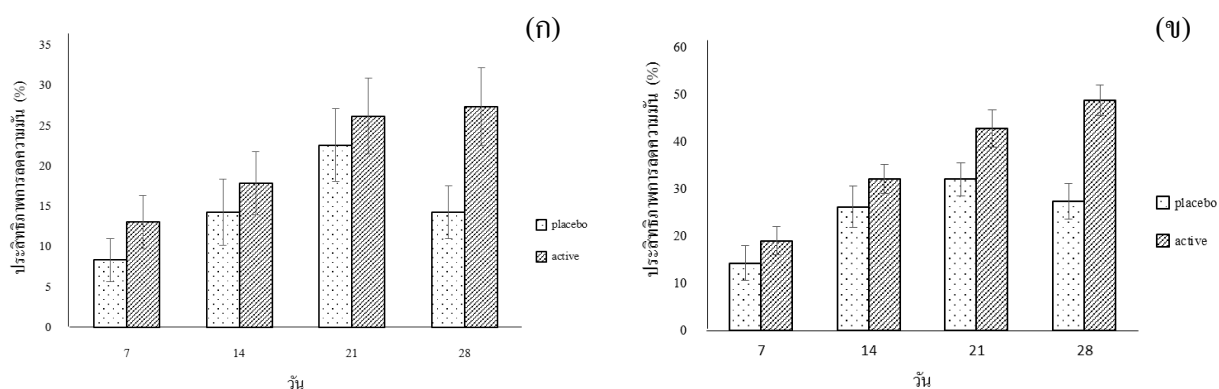 (ก)
ประสิทธิภาพการลดความมัน (%)
35
30
25
20
15
10
5
0
7 14 21 28
วัน
placebo
active
(ข)
ประสิทธิภาพการลดความมัน (%)
60
50
40
30
20
10
0
7 14 21 28
วัน
placebo
active